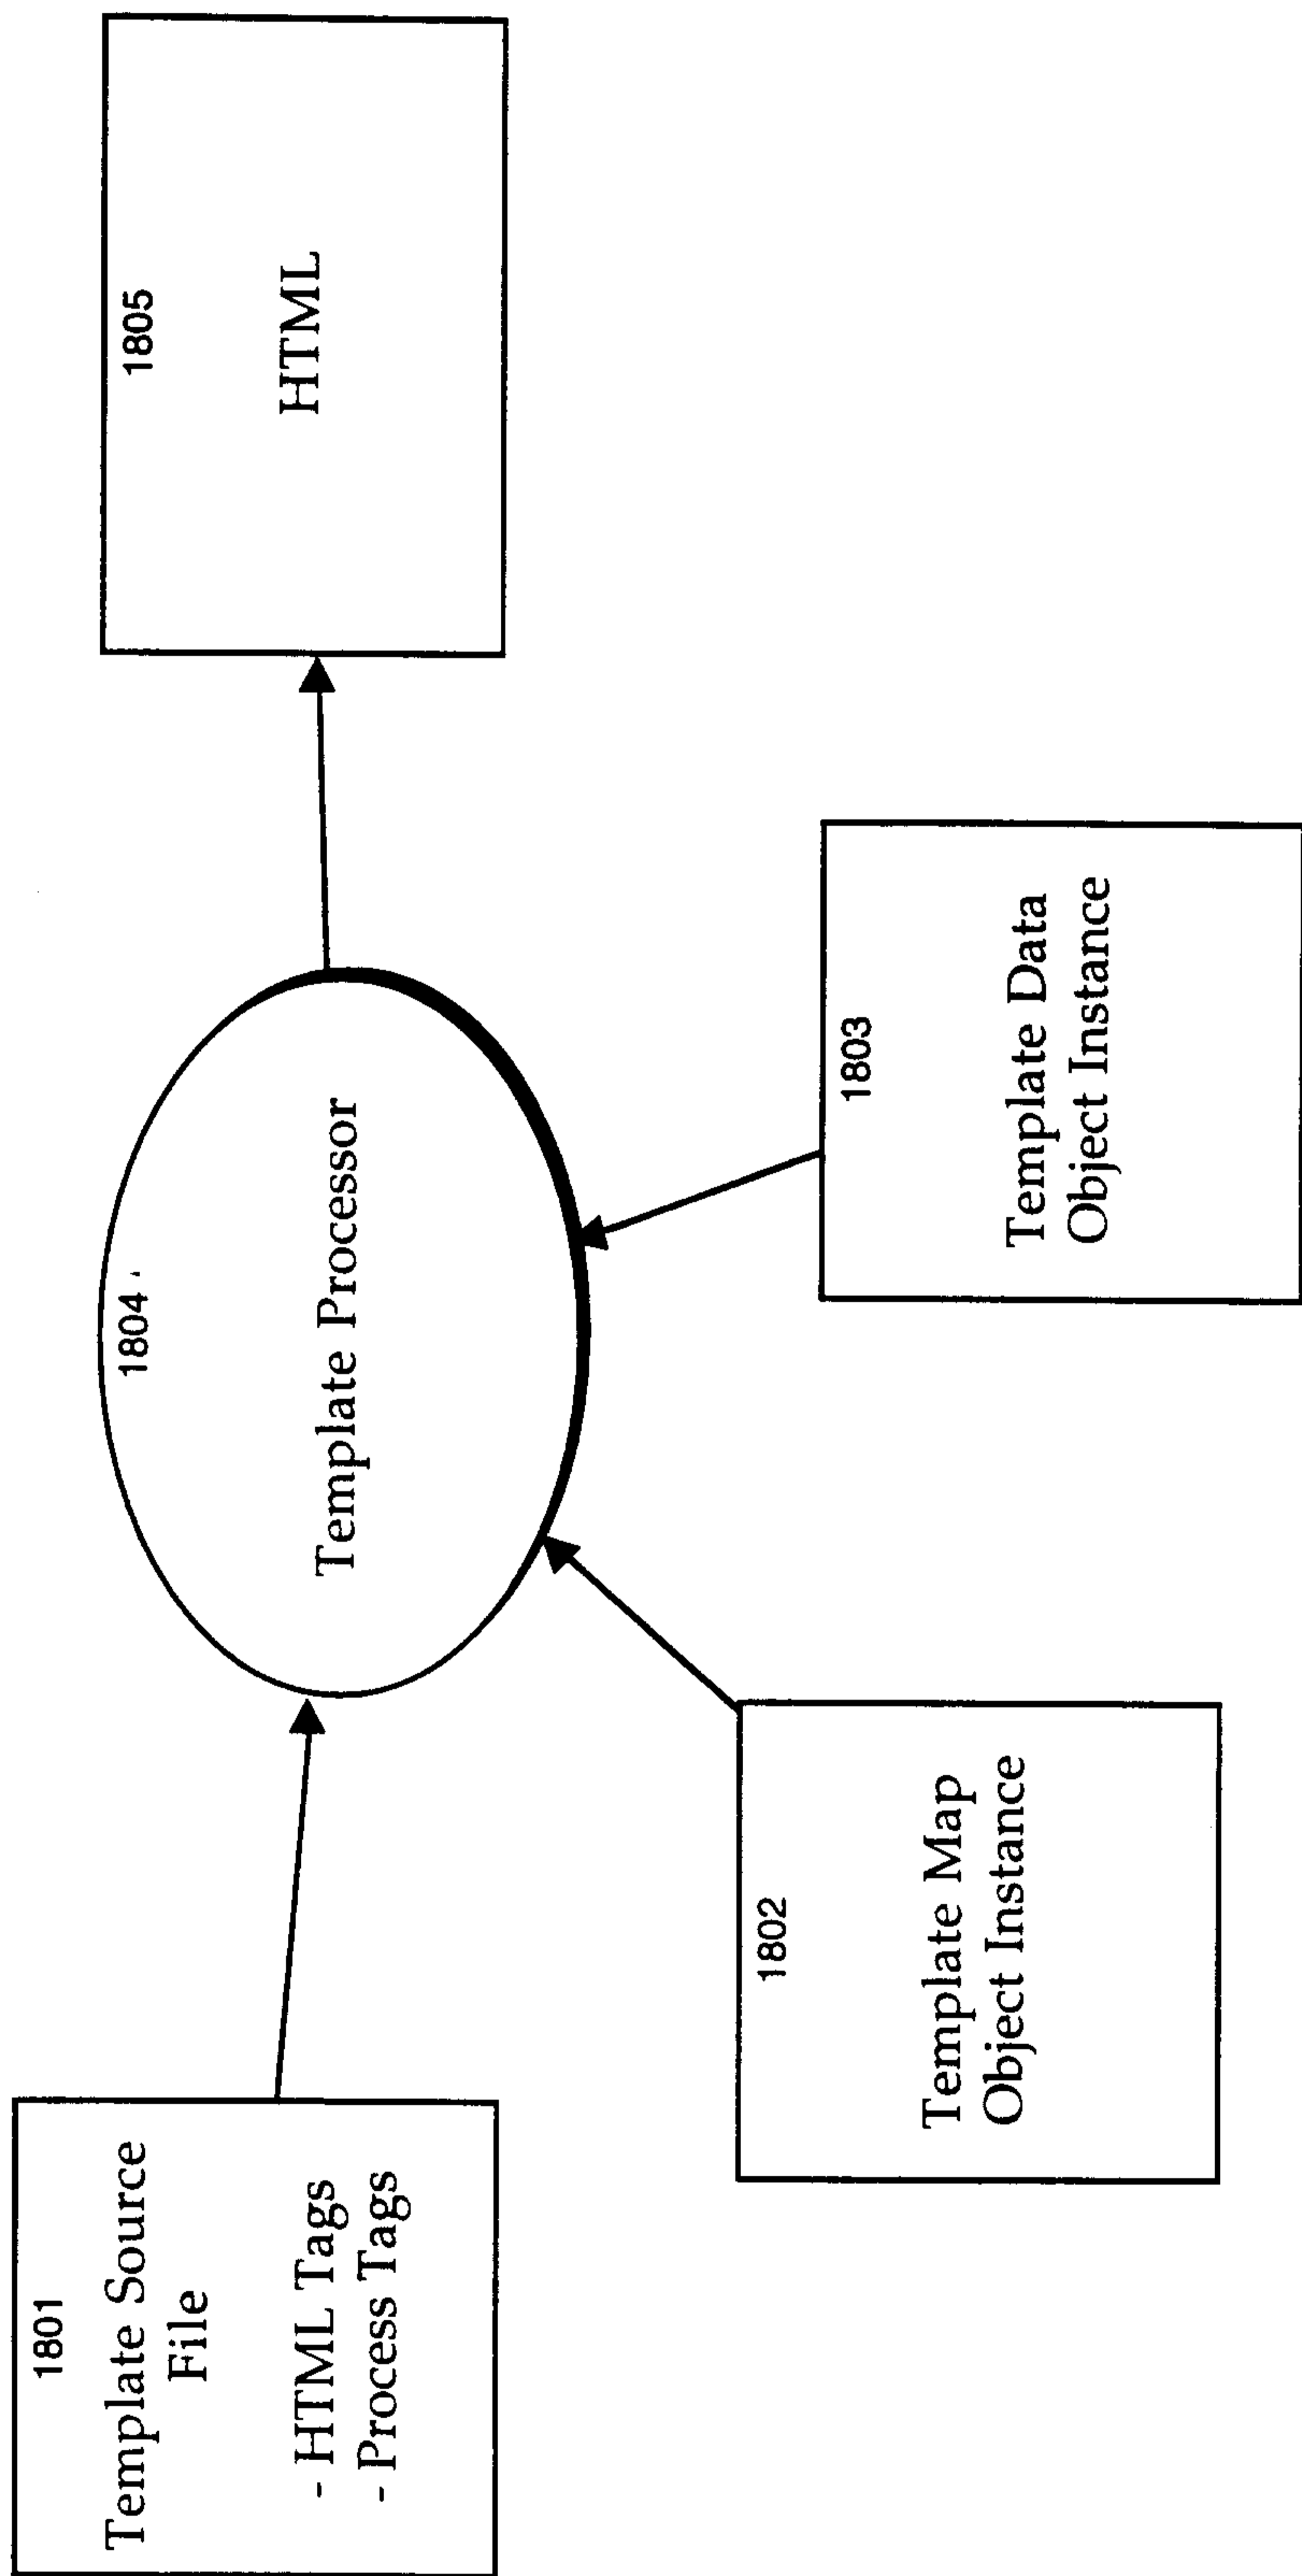 1801
Template Source
File
- HTML Tags
- Process Tags
1802
Template Map
Object Instance
1804
Template Processor
1803
Template Data
Object Instance
1805
HTML